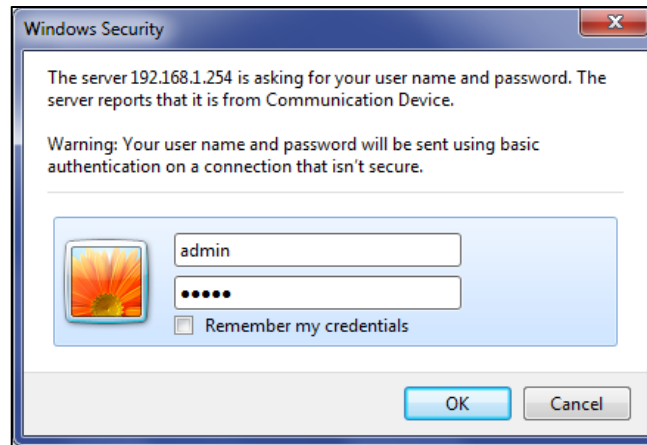 Windows Security
The server 192.168.1.254 is asking for your user name and password. The
server reports that it is from Communication Device.
Warning: Your user name and password will be sent using basic
authentication on a connection that isn't secure.
admin
●●●●●
Remember my credentials
OK
Cancel